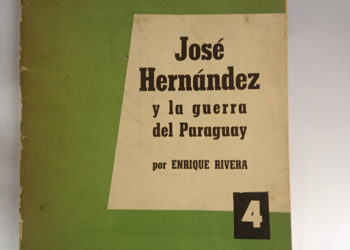 José
Hernández
y la guerra
del Paraguay
por ENRIQUE RIVERA
4